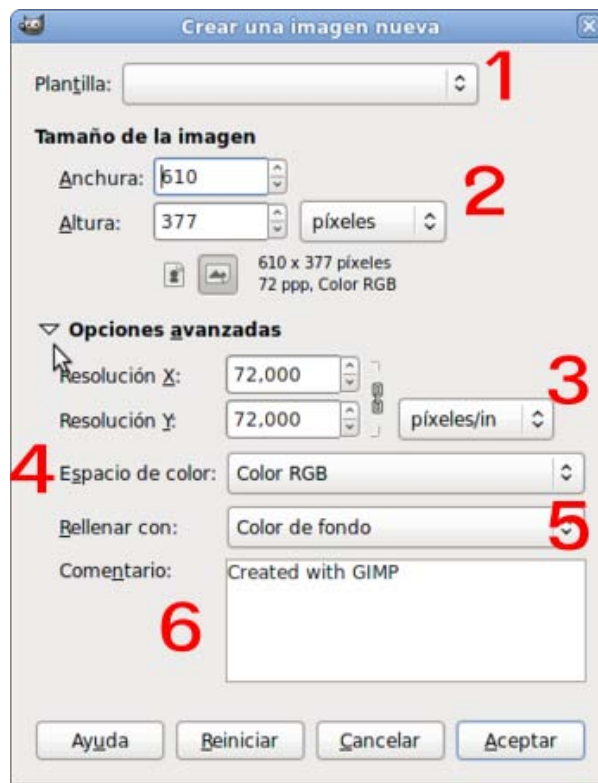 Crear una imagen nueva
Plantilla: 1
Tamaño de la imagen
Anchura: 610
2
Altura: 377 píxeles
610 x 377 píxeles
72 ppp, Color RGB
Opciones avanzadas
Resolución X: 72,000
3
Resolución Y: 72,000 píxeles/in
4 Espacio de color: Color RGB
Rellenar con: Color de fondo 5
Comentario: Created with GIMP
6
Ayuda Reiniciar Cancelar Aceptar